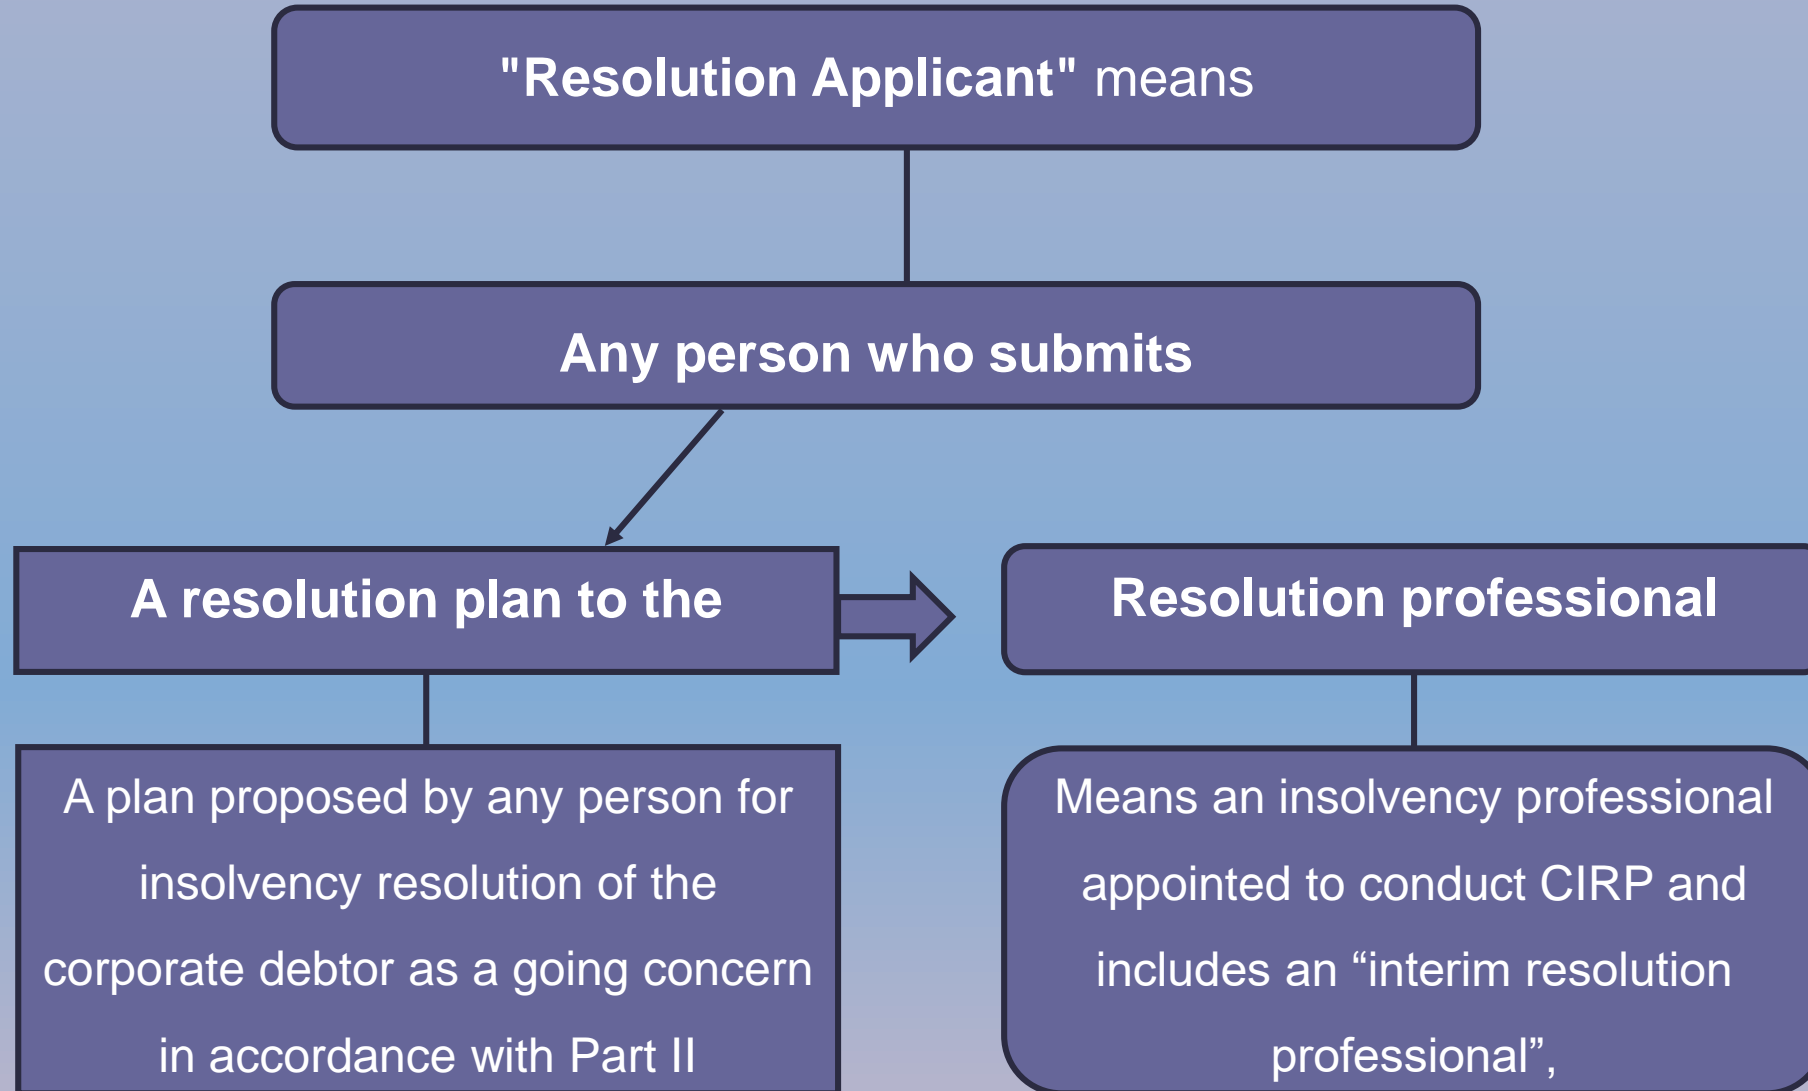 "Resolution Applicant" means
Any person who submits
A resolution plan to the
Resolution professional
A plan proposed by any person for
insolvency resolution of the
corporate debtor as a going concern
in accordance with Part II
Means an insolvency professional
appointed to conduct CIRP and
includes an “interim resolution
professional”,